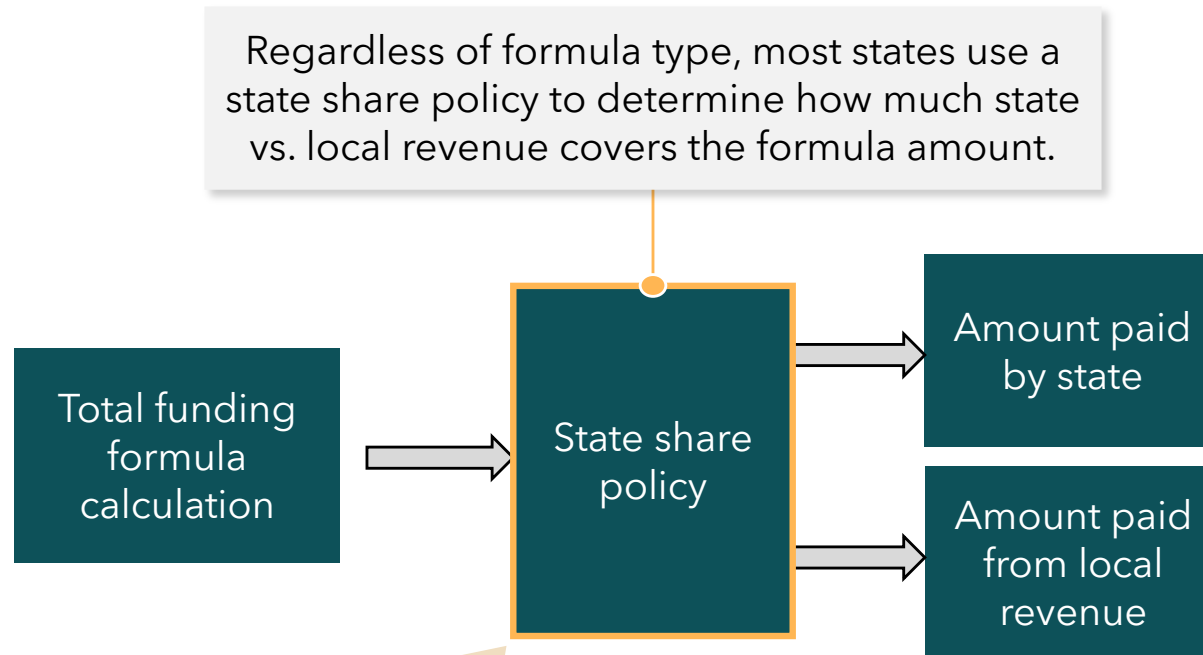 Regardless of formula type, most states use a
state share policy to determine how much state
vs. local revenue covers the formula amount.
Total funding
formula
calculation
State share
policy
Amount paid
by state
Amount paid
from local
revenue